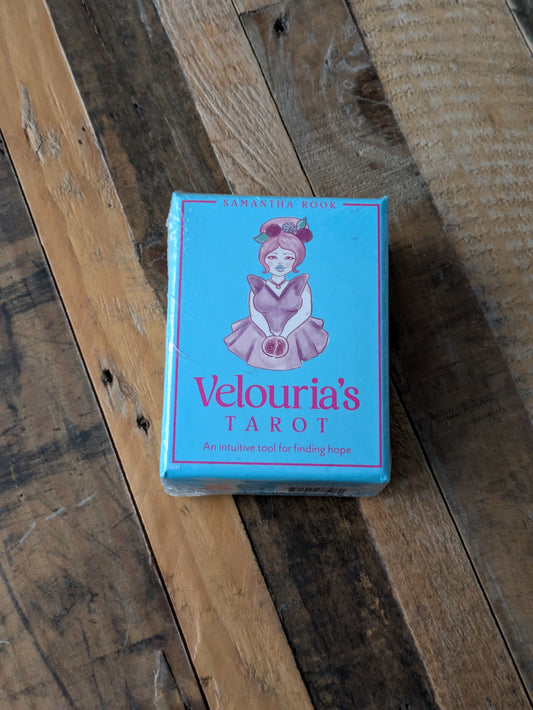 SAMANTHA ROOK
Velouria's
TAROT
An intuitive tool for finding hope